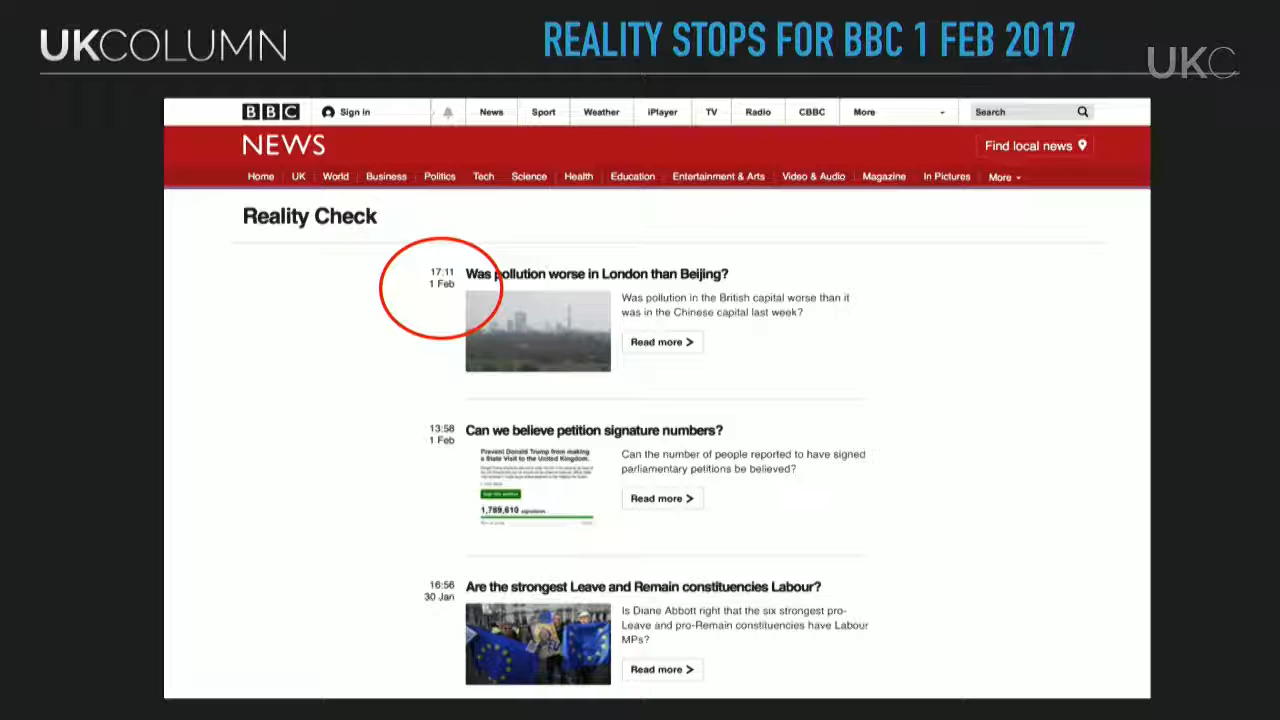 UKCOLUMN
REALITY STOPS FOR BBC 1 FEB 2017
UKC
BBC Sign in News Sport Weather iPlayer TV Radio CBBC More Search
NEWS
Find local news
Home UK World Business Politics Tech Science Health Education Entertainment & Arts Video & Audio Magazine In Pictures More
Reality Check
17:11
1 Feb
Was pollution worse in London than Beijing?
Was pollution in the British capital worse than it
was in the Chinese capital last week?
Read more
13:58
1 Feb
Can we believe petition signature numbers?
Prevent Donald Trump from making
a State Visit to the United Kingdom.
1,789,610 signatures
Can the number of people reported to have signed
parliamentary petitions be believed?
Read more
16:56
30 Jan
Are the strongest Leave and Remain constituencies Labour?
Is Diane Abbott right that the six strongest pro-
Leave and pro-Remain constituencies have Labour
MPs?
Read more